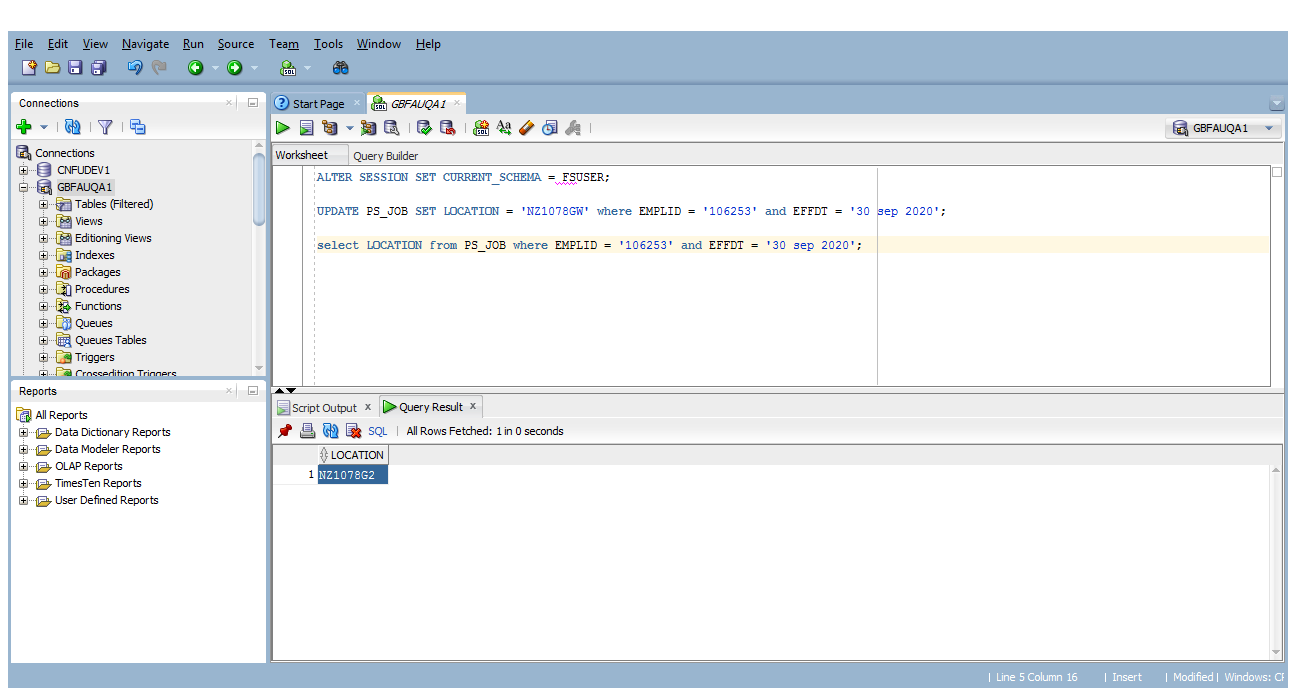 File Edit View Navigate Run Source Team Tools Window Help
Connections
Start Page
GBFAUQA1
GBFAUQA1
Worksheet Query Builder
Connections
CNFUDEV1
GBFAUQA1
Tables (Filtered)
Views
Editioning Views
Indexes
Packages
Procedures
Functions
Queues
Queues Tables
Triggers
Crossedition Triggers
ALTER SESSION SET CURRENT_SCHEMA = FSUSER;
UPDATE PS_JOB SET LOCATION = 'NZ1078GW' where EMPLID = '106253' and EFFDT = '30 sep 2020';
select LOCATION from PS_JOB where EMPLID = '106253' and EFFDT = '30 sep 2020';
Reports
All Reports
Data Dictionary Reports
Data Modeler Reports
OLAP Reports
TimesTen Reports
User Defined Reports
Script Output x Query Result x
SQL | All Rows Fetched: 1 in 0 seconds
LOCATION
1 NZ1078G2
| Line 5 Column 16 | Insert | Modified | Windows: CF